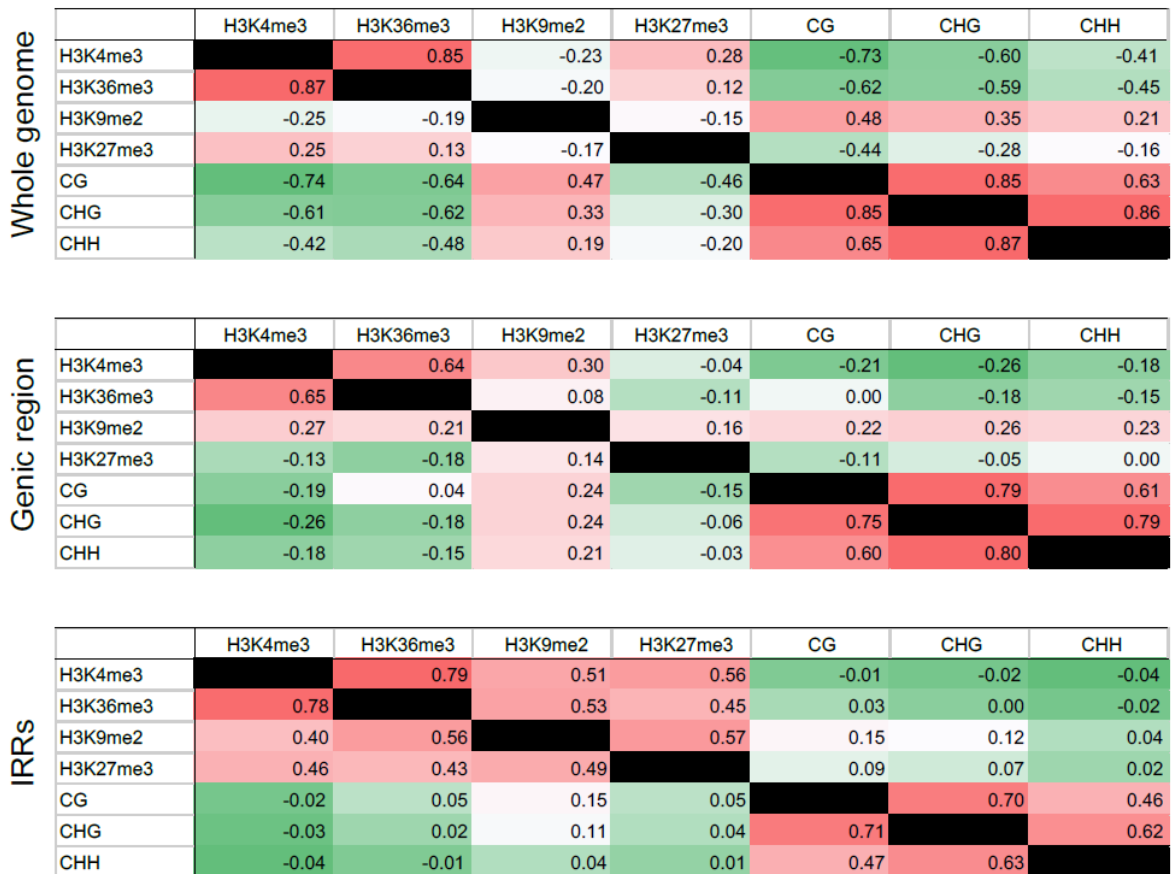 Whole genome
H3K4me3 H3K36me3 H3K9me2 H3K27me3 CG CHG CHH
H3K4me3 0.85 -0.23 0.28 -0.73 -0.60 -0.41
H3K36me3 0.87 -0.20 0.12 -0.62 -0.59 -0.45
H3K9me2 -0.25 -0.19 -0.15 0.48 0.35 0.21
H3K27me3 0.25 0.13 -0.17 -0.44 -0.28 -0.16
CG -0.74 -0.64 0.47 -0.46 0.85 0.63
CHG -0.61 -0.62 0.33 -0.30 0.85 0.86
CHH -0.42 -0.48 0.19 -0.20 0.65 0.87
Genic region
H3K4me3 H3K36me3 H3K9me2 H3K27me3 CG CHG CHH
H3K4me3 0.64 0.30 -0.04 -0.21 -0.26 -0.18
H3K36me3 0.65 0.08 -0.11 0.00 -0.18 -0.15
H3K9me2 0.27 0.21 0.16 0.22 0.26 0.23
H3K27me3 -0.13 -0.18 0.14 -0.11 -0.05 0.00
CG -0.19 0.04 0.24 -0.15 0.79 0.61
CHG -0.26 -0.18 0.24 -0.06 0.75 0.79
CHH -0.18 -0.15 0.21 -0.03 0.60 0.80
IRRs
H3K4me3 H3K36me3 H3K9me2 H3K27me3 CG CHG CHH
H3K4me3 0.79 0.51 0.56 -0.01 -0.02 -0.04
H3K36me3 0.78 0.53 0.45 0.03 0.00 -0.02
H3K9me2 0.40 0.56 0.57 0.15 0.12 0.04
H3K27me3 0.46 0.43 0.49 0.09 0.07 0.02
CG -0.02 0.05 0.15 0.05 0.70 0.46
CHG -0.03 0.02 0.11 0.04 0.71 0.62
CHH -0.04 -0.01 0.04 0.01 0.47 0.63